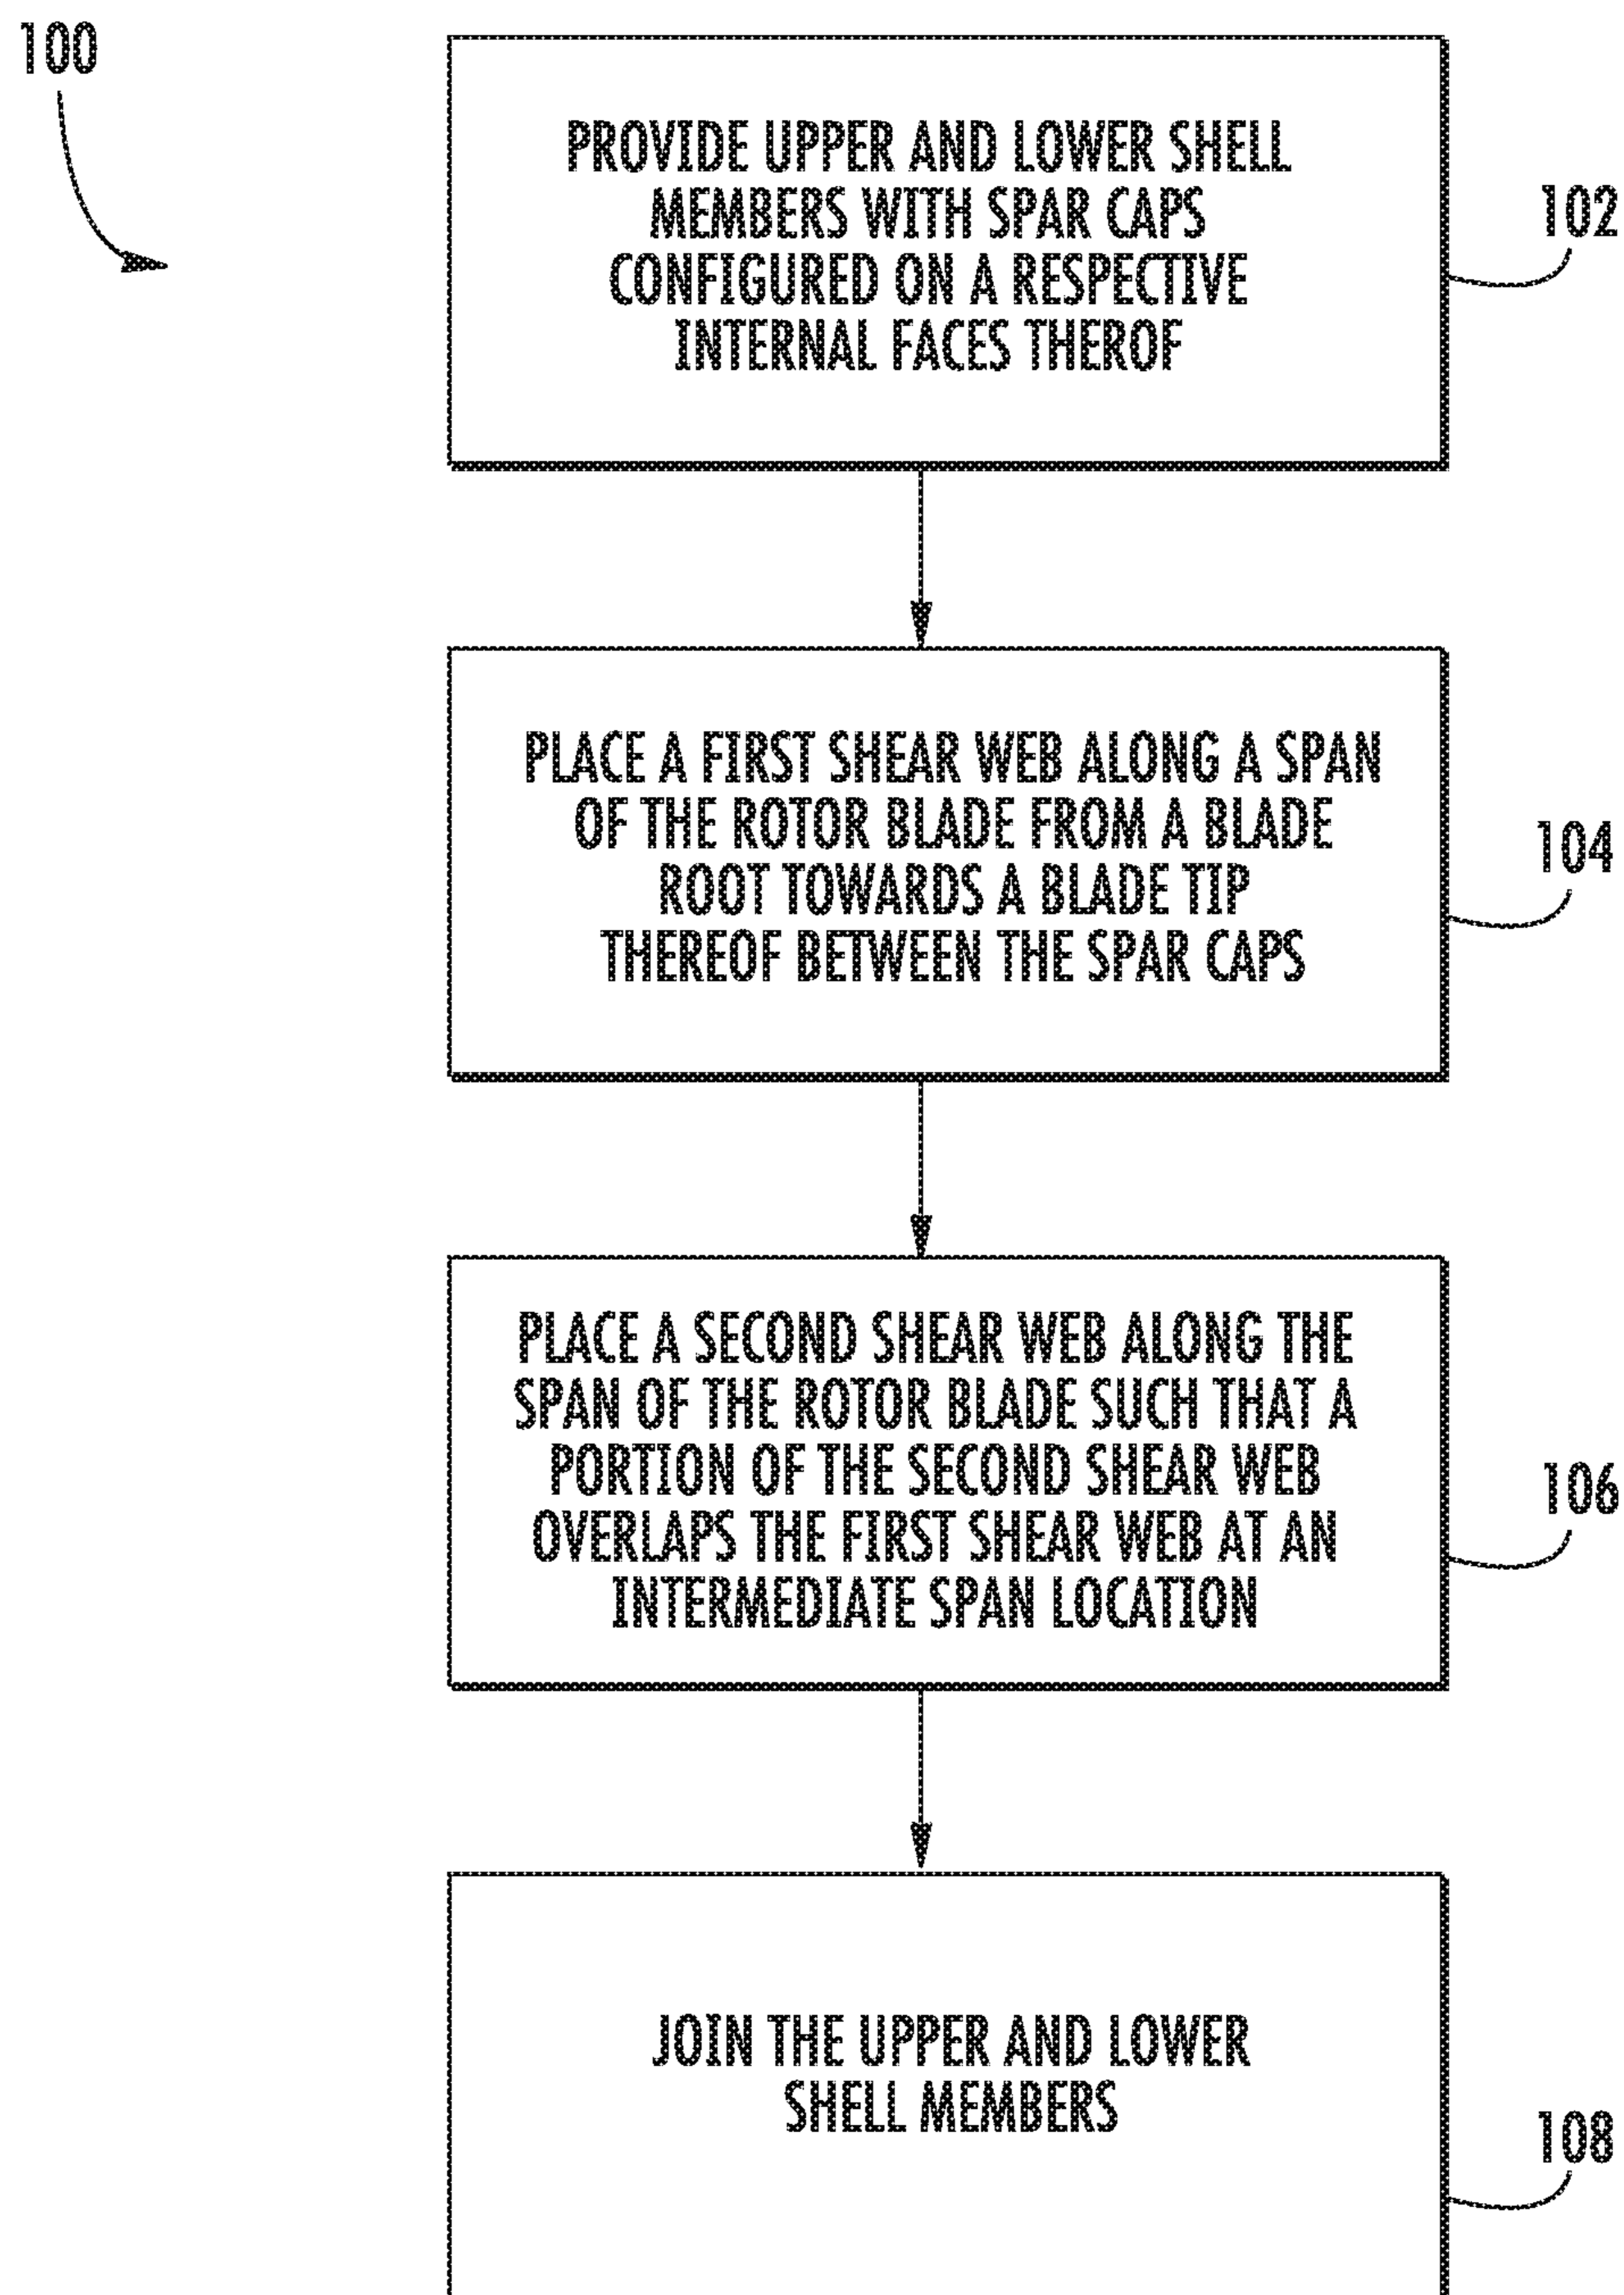 100
PROVIDE UPPER AND LOWER SHELL
MEMBERS WITH SPAR CAPS
CONFIGURED ON A RESPECTIVE
INTERNAL FACES THEROF
102
PLACE A FIRST SHEAR WEB ALONG A SPAN
OF THE ROTOR BLADE FROM A BLADE
ROOT TOWARDS A BLADE TIP
THEREOF BETWEEN THE SPAR CAPS
104
PLACE A SECOND SHEAR WEB ALONG THE
SPAN OF THE ROTOR BLADE SUCH THAT A
PORTION OF THE SECOND SHEAR WEB
OVERLAPS THE FIRST SHEAR WEB AT AN
INTERMEDIATE SPAN LOCATION
106
JOIN THE UPPER AND LOWER
SHELL MEMBERS
108